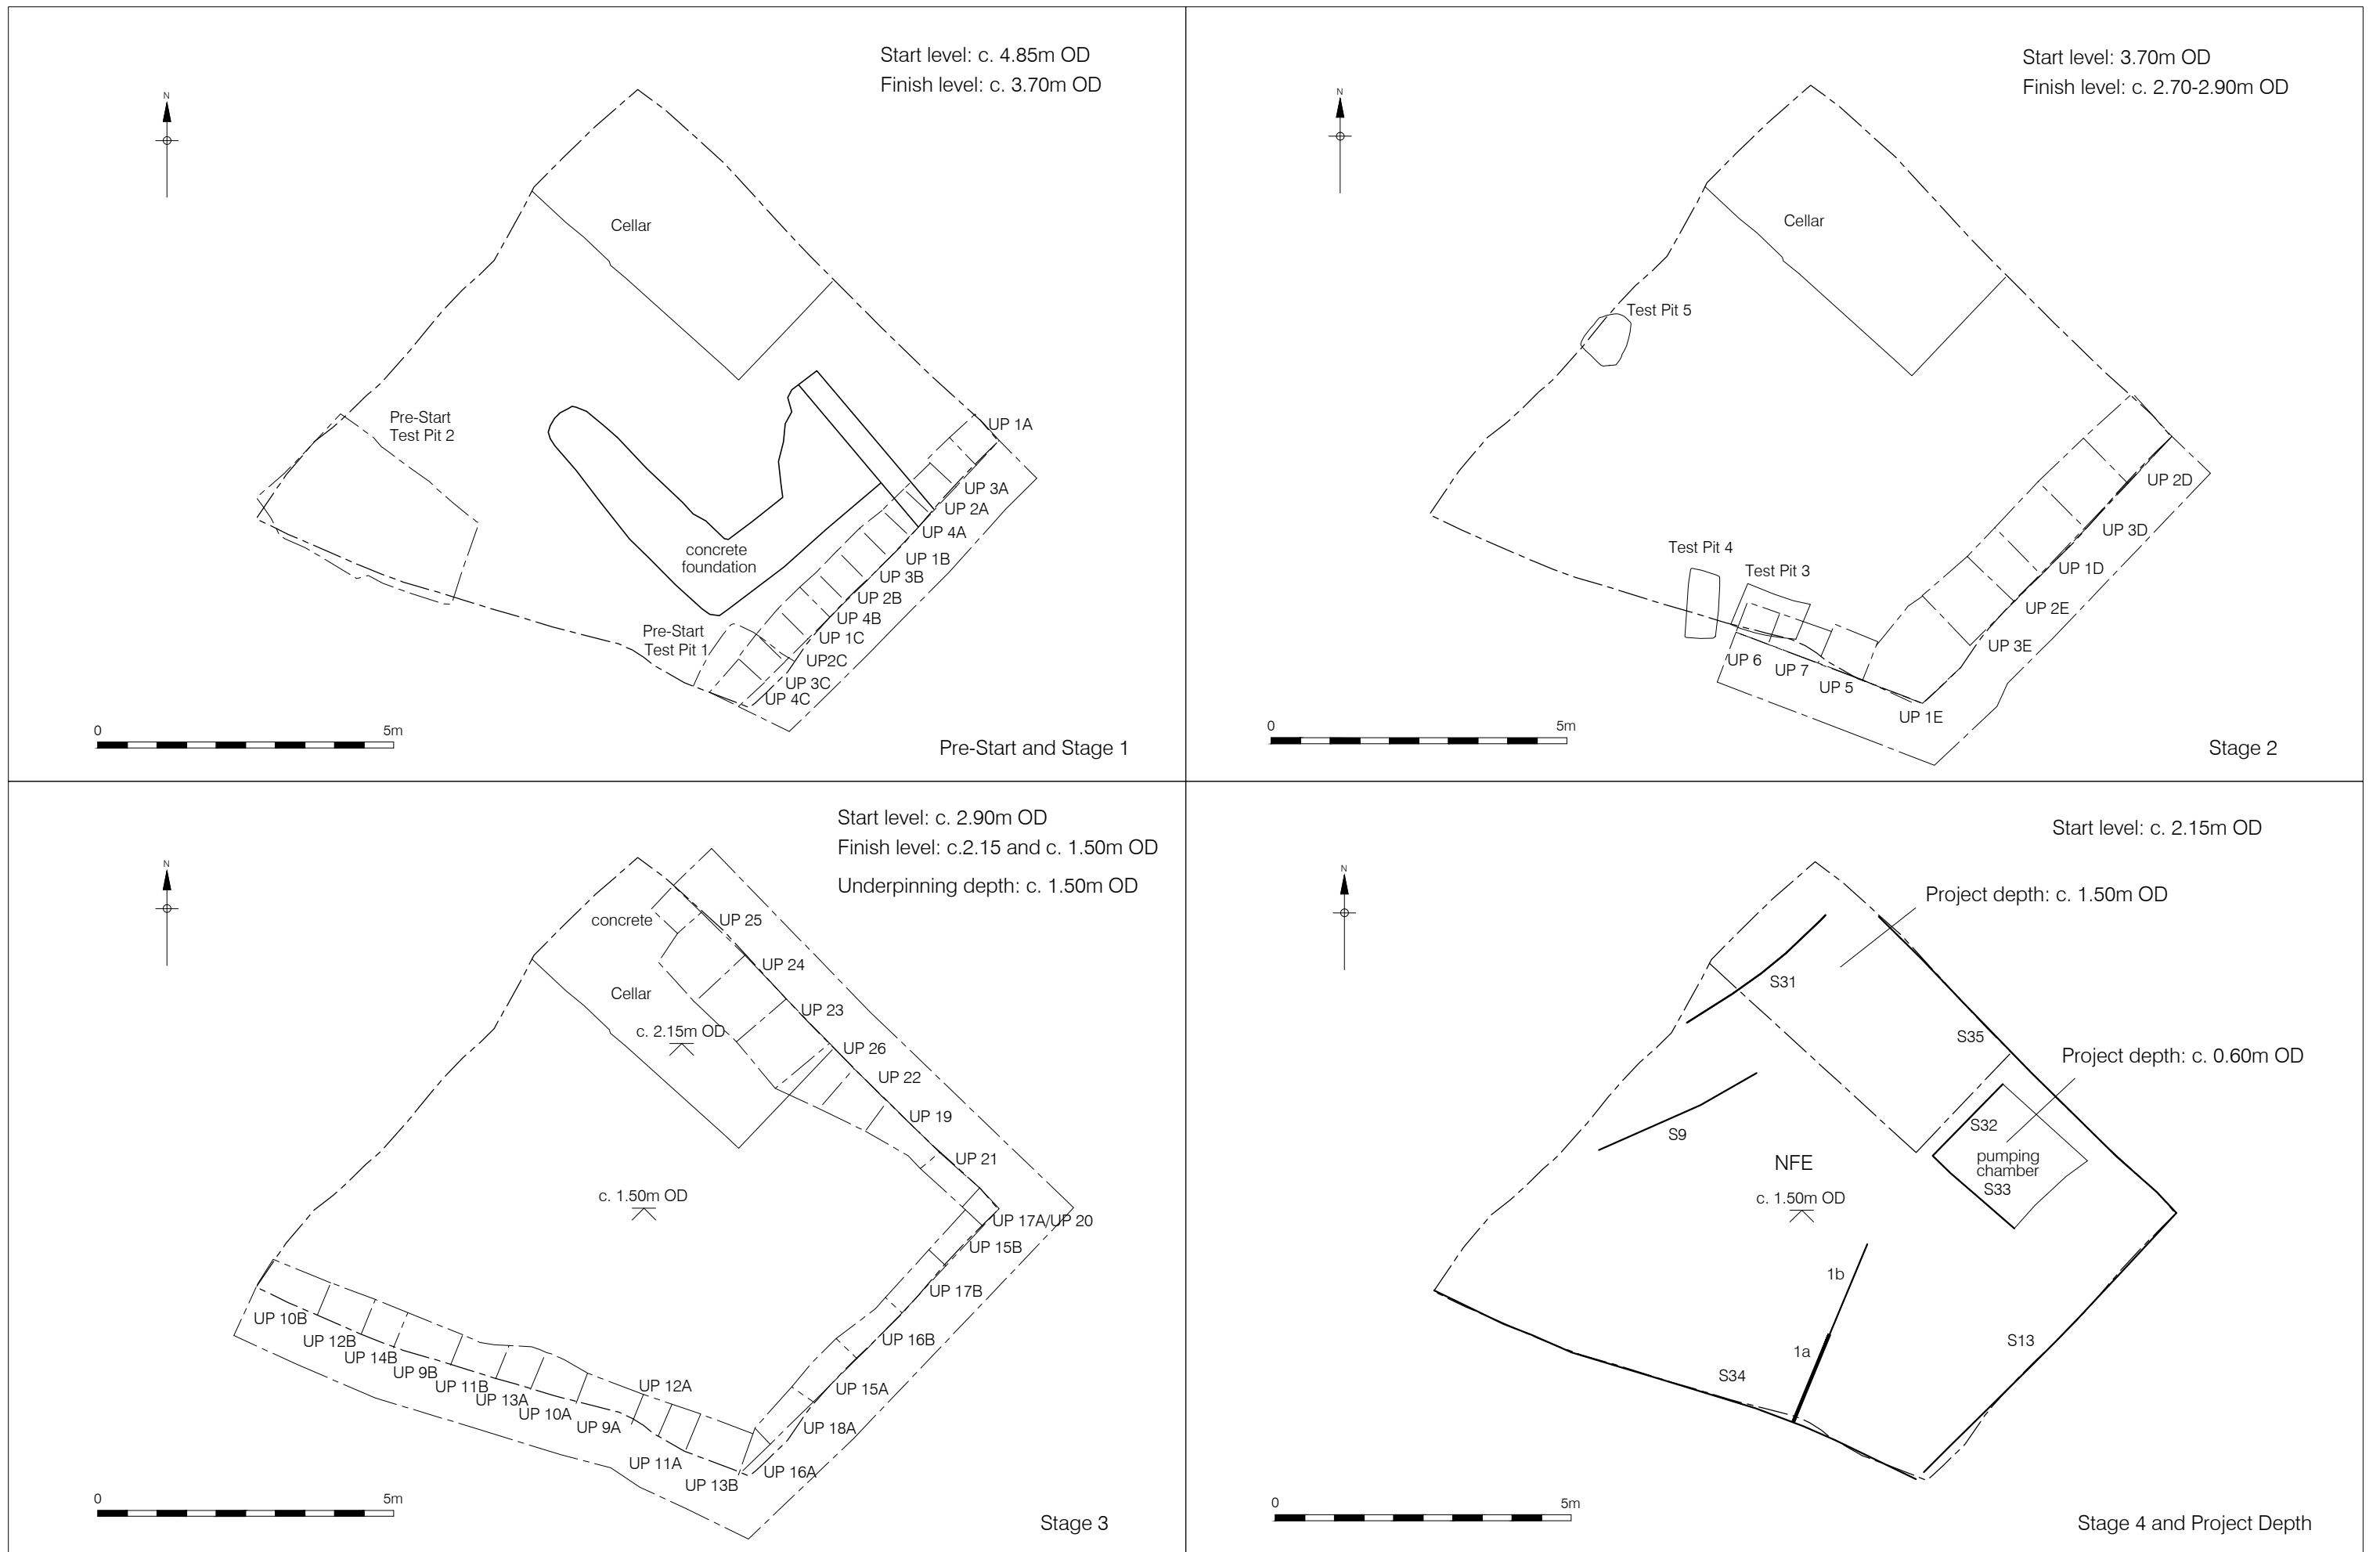 Start level: c. 4.85m OD
Finish level: c. 3.70m OD
N
Cellar
Pre-Start
Test Pit 2
UP 1A
UP 3A
UP 2A
UP 4A
concrete
foundation
UP 1B
UP 3B
UP 2B
UP 4B
Pre-Start
Test Pit 1
UP 1C
UP2C
UP 3C
UP 4C
0 5m
Pre-Start and Stage 1
Start level: 3.70m OD
Finish level: c. 2.70-2.90m OD
N
Cellar
Test Pit 5
UP 2D
UP 3D
Test Pit 4
Test Pit 3
UP 1D
UP 2E
UP 3E
UP 6
UP 7
UP 5
UP 1E
0 5m
Stage 2
Start level: c. 2.90m OD
Finish level: c.2.15 and c. 1.50m OD
Underpinning depth: c. 1.50m OD
N
concrete
UP 25
UP 24
Cellar
UP 23
c. 2.15m OD
UP 26
UP 22
UP 19
UP 21
c. 1.50m OD
UP 17A/UP 20
UP 15B
UP 17B
UP 10B
UP 12B
UP 14B
UP 9B
UP 11B
UP 13A
UP 10A
UP 9A
UP 12A
UP 16B
UP 15A
UP 18A
UP 11A
UP 13B
UP 16A
0 5m
Stage 3
Start level: c. 2.15m OD
Project depth: c. 1.50m OD
N
S31
S35
Project depth: c. 0.60m OD
S9
S32
NFE
pumping
chamber
S33
c. 1.50m OD
1b
1a
S13
S34
0 5m
Stage 4 and Project Depth